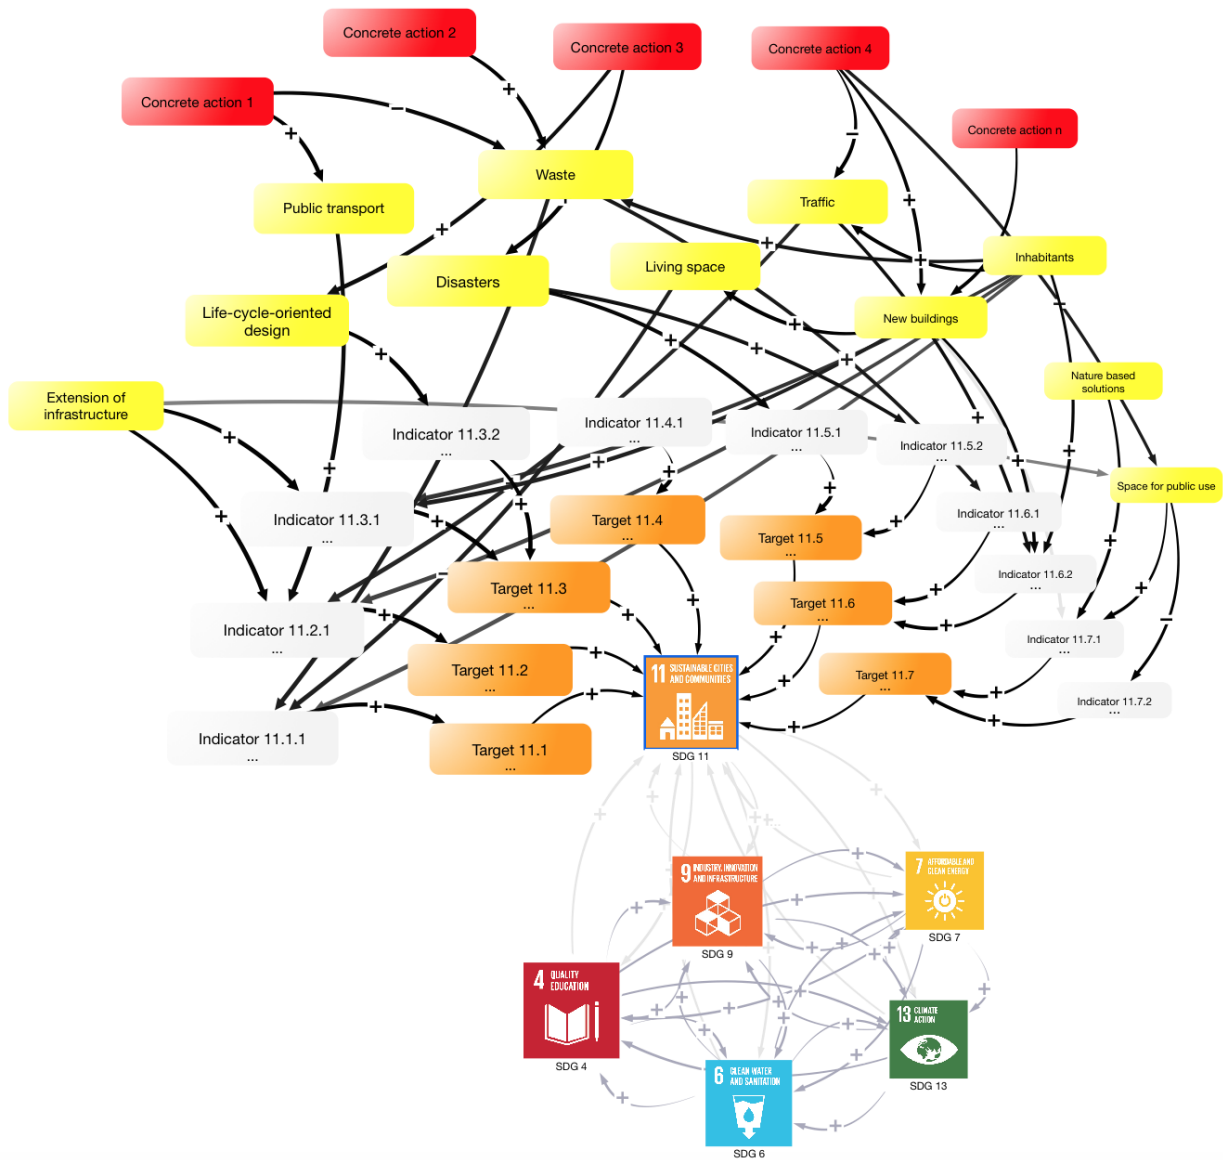 Concrete action 2
Concrete action 3
Concrete action 4
Concrete action 1
Concrete action n
Waste
Public transport
Traffic
Inhabitants
Living space
Disasters
Life-cycle-oriented
design
New buildings
Nature based
solutions
Extension of
infrastructure
Indicator 11.3.2
...
Indicator 11.4.1
...
Indicator 11.5.1
...
Indicator 11.5.2
...
Space for public use
Indicator 11.3.1
...
Target 11.4
...
Indicator 11.6.1
...
Target 11.5
...
Indicator 11.6.2
...
Target 11.3
...
Target 11.6
...
Indicator 11.2.1
...
Indicator 11.7.1
...
Target 11.2
...
11 SUSTAINABLE CITIES
AND COMMUNITIES
SDG 11
Target 11.7
...
Indicator 11.7.2
...
Indicator 11.1.1
...
Target 11.1
...
9 INDUSTRY, INNOVATION
AND INFRASTRUCTURE
SDG 9
7 AFFORDABLE AND
CLEAN ENERGY
SDG 7
4 QUALITY
EDUCATION
SDG 4
13 CLIMATE
ACTION
SDG 13
6 CLEAN WATER
AND SANITATION
SDG 6